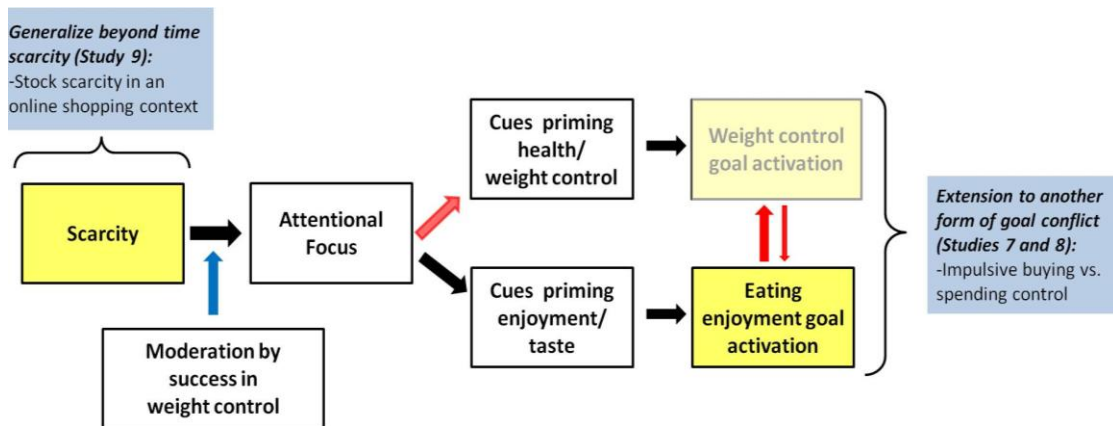 Generalize beyond time
scarcity (Study 9):
-Stock scarcity in an
online shopping context
Scarcity
Attentional
Focus
Moderation by
success in
weight control
Cues priming
health/
weight control
Cues priming
enjoyment/
taste
Weight control
goal activation
Eating
enjoyment goal
activation
Extension to another
form of goal conflict
(Studies 7 and 8):
-Impulsive buying vs.
spending control